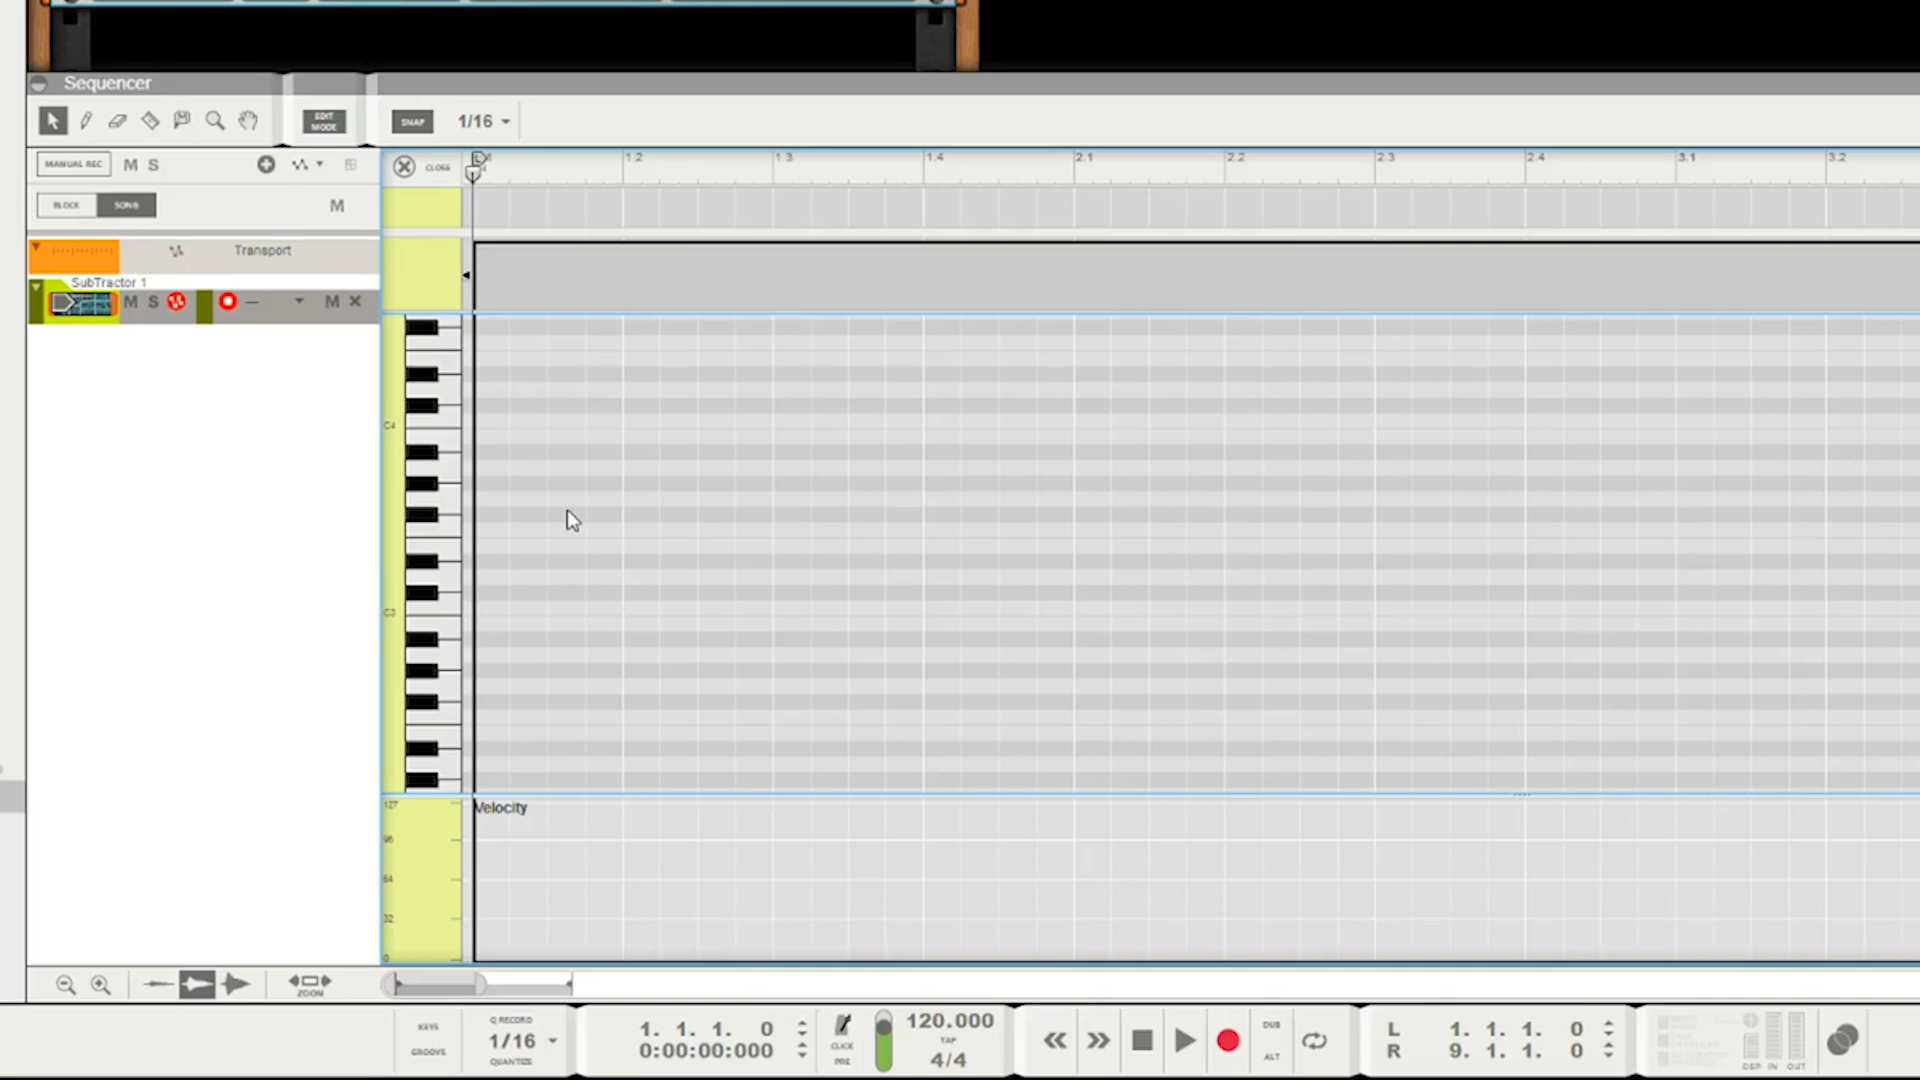 Sequencer
EDIT MODE
SNAP 1/16
MANUAL REC M S
CLOSE
1.2 1.3 1.4 2.1 2.2 2.3 2.4 3.1 3.2
BLOCK SONG M
Transport
SubTractor 1
M S M
C4
C3
127
96
64
32
0
Velocity
ZOOM
KEYS
GROOVE
Q RECORD
1/16
QUANTIZE
1. 1. 1. 0
0:00:00:000
CLICK
PRE
120.000
TAP
4/4
DUB
ALT
L 1. 1. 1. 0
R 9. 1. 1. 0
DSP IN OUT